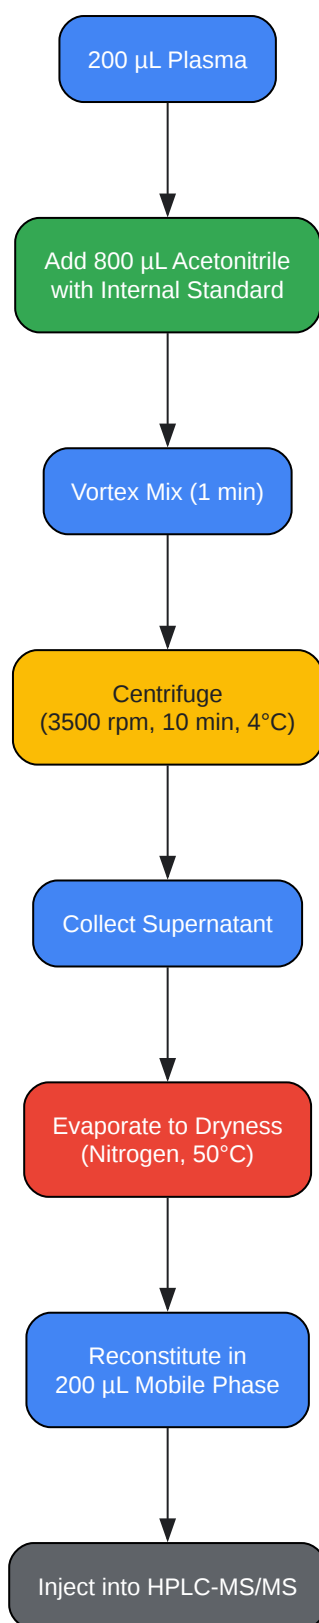 200 µL Plasma
Add 800 µL Acetonitrile
with Internal Standard
Vortex Mix (1 min)
Centrifuge
(3500 rpm, 10 min, 4°C)
Collect Supernatant
Evaporate to Dryness
(Nitrogen, 50°C)
Reconstitute in
200 µL Mobile Phase
Inject into HPLC-MS/MS